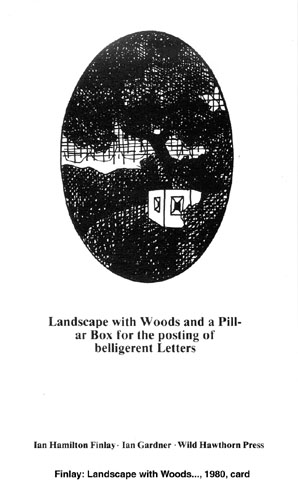 Landscape with Woods and a Pill-
ar Box for the posting of
belligerent Letters
Ian Hamilton Finlay · Ian Gardner · Wild Hawthorn Press
Finlay: Landscape with Woods..., 1980, card